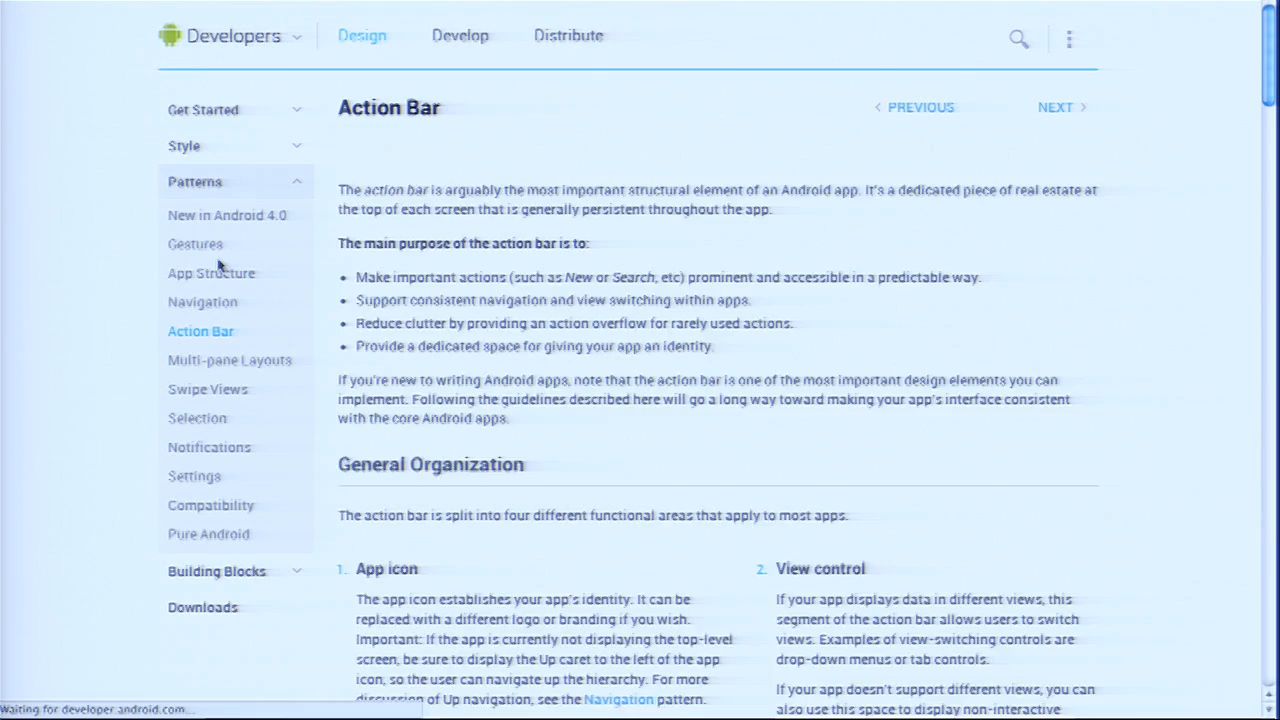 Developers
Design
Develop
Distribute
Get Started
Style
Patterns
New in Android 4.0
Gestures
App Structure
Navigation
Action Bar
Multi-pane Layouts
Swipe Views
Selection
Notifications
Settings
Compatibility
Pure Android
Building Blocks
Downloads
Action Bar
PREVIOUS
NEXT
The action bar is arguably the most important structural element of an Android app. It's a dedicated piece of real estate at
the top of each screen that is generally persistent throughout the app.
The main purpose of the action bar is to:
• Make important actions (such as New or Search, etc) prominent and accessible in a predictable way.
• Support consistent navigation and view switching within apps.
• Reduce clutter by providing an action overflow for rarely used actions.
• Provide a dedicated space for giving your app an identity.
If you're new to writing Android apps, note that the action bar is one of the most important design elements you can
implement. Following the guidelines described here will go a long way toward making your app's interface consistent
with the core Android apps.
General Organization
The action bar is split into four different functional areas that apply to most apps.
1. App icon
The app icon establishes your app's identity. It can be
replaced with a different logo or branding if you wish.
Important: If the app is currently not displaying the top-level
screen, be sure to display the Up caret to the left of the app
icon, so the user can navigate up the hierarchy. For more
discussion of Up navigation, see the Navigation pattern.
2. View control
If your app displays data in different views, this
segment of the action bar allows users to switch
views. Examples of view-switching controls are
drop-down menus or tab controls.
If your app doesn't support different views, you can
also use this space to display non-interactive
Waiting for developer.android.com...